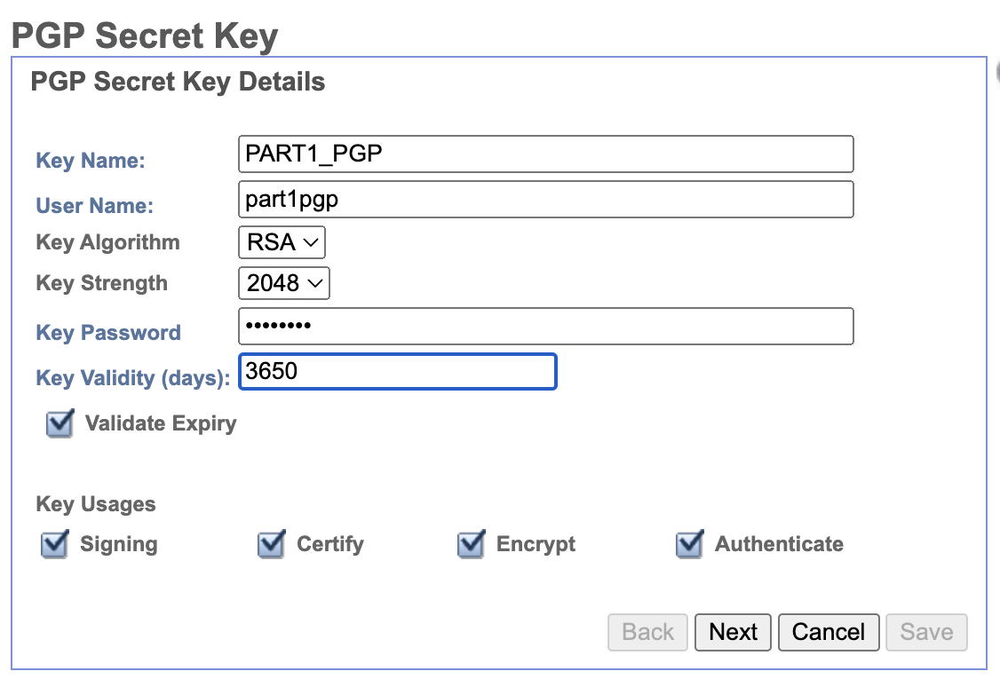 PGP Secret Key
PGP Secret Key Details
Key Name: PART1_PGP
User Name: part1pgp
Key Algorithm RSA
Key Strength 2048
Key Password ••••••••
Key Validity (days): 3650
Validate Expiry
Key Usages
Signing Certify Encrypt Authenticate
Back Next Cancel Save